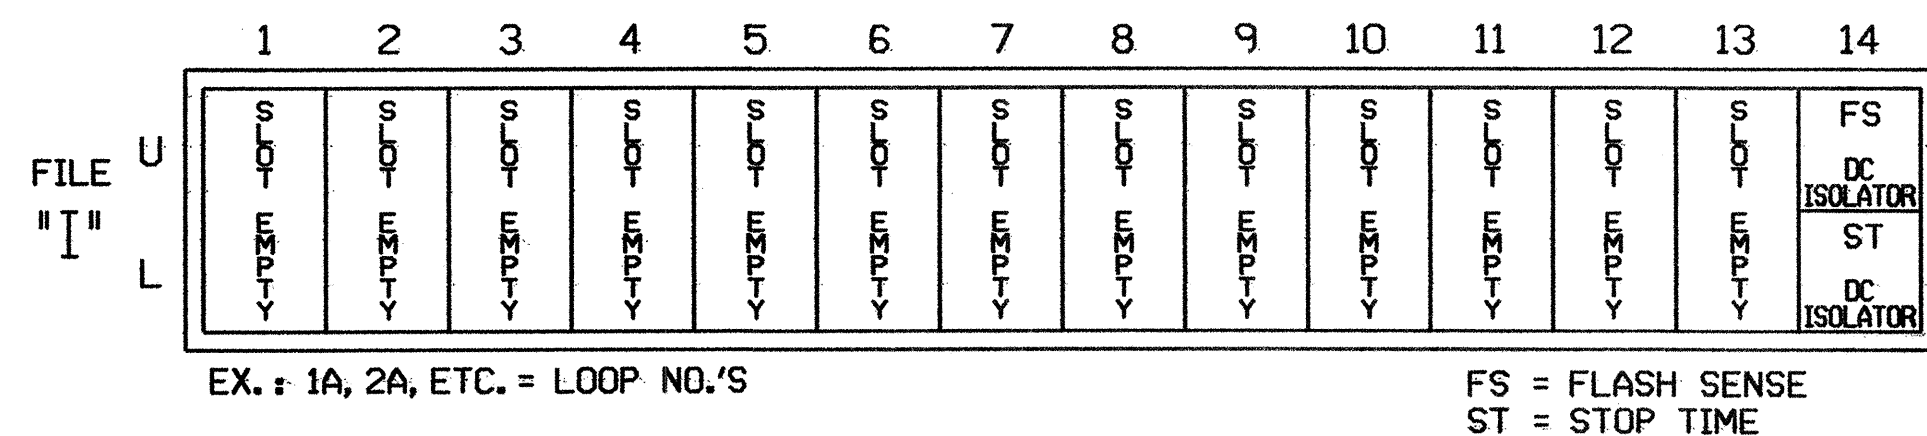 1 2 3 4 5 6 7 8 9 10 11 12 13 14
FILE
"I"
U
L
SLOT EMPTY
SLOT EMPTY
SLOT EMPTY
SLOT EMPTY
SLOT EMPTY
SLOT EMPTY
SLOT EMPTY
SLOT EMPTY
SLOT EMPTY
SLOT EMPTY
SLOT EMPTY
SLOT EMPTY
SLOT EMPTY
FS
DC
ISOLATOR
ST
DC
ISOLATOR
EX. : 1A, 2A, ETC. = LOOP NO.'S
FS = FLASH SENSE
ST = STOP TIME